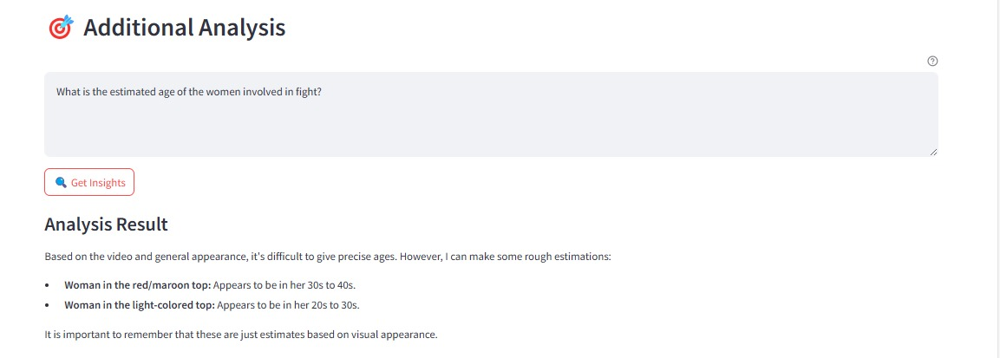 🎯 Additional Analysis
What is the estimated age of the women involved in fight?
🔍 Get Insights
Analysis Result
Based on the video and general appearance, it's difficult to give precise ages. However, I can make some rough estimations:
• Woman in the red/maroon top: Appears to be in her 30s to 40s.
• Woman in the light-colored top: Appears to be in her 20s to 30s.
It is important to remember that these are just estimates based on visual appearance.